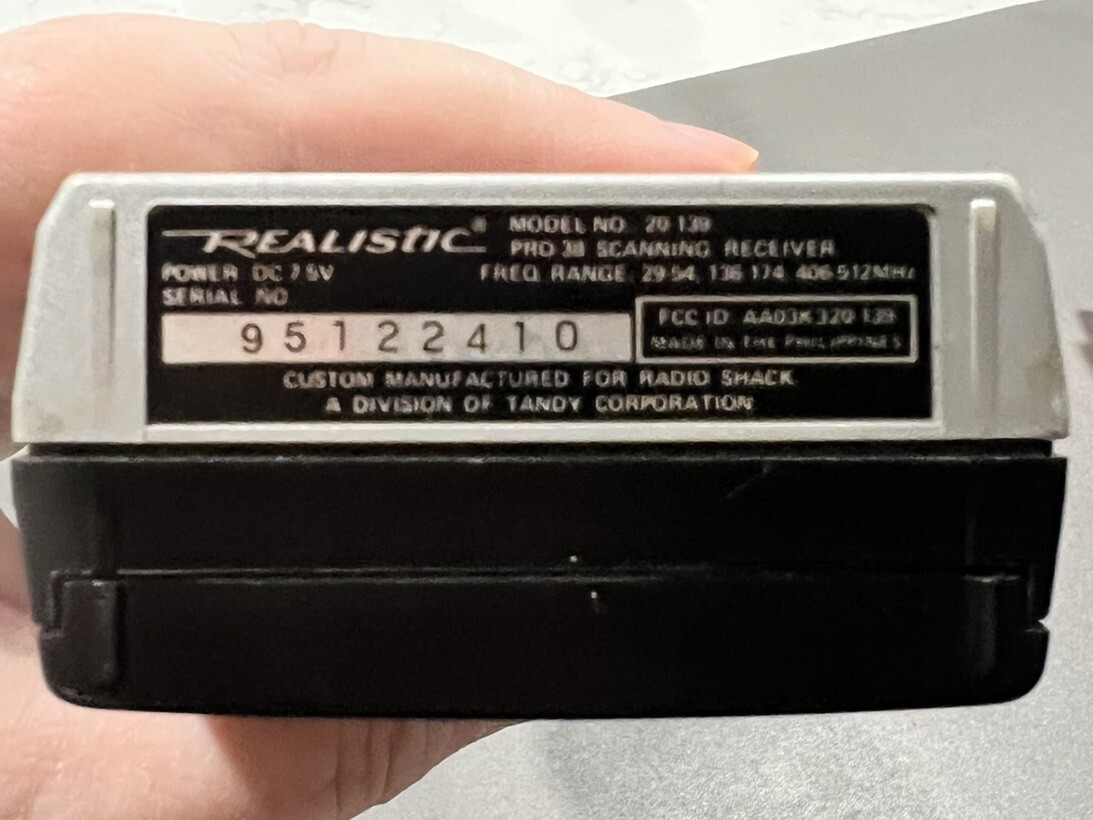 REALISTIC®
MODEL NO. 20-139
PRO-38 SCANNING RECEIVER
POWER DC 7.5V
FREQ. RANGE: 29-54, 136-174, 406-512MHz
SERIAL NO.
95122410
FCC ID: AAO3K320-139
MADE IN THE PHILIPPINES
CUSTOM MANUFACTURED FOR RADIO SHACK
A DIVISION OF TANDY CORPORATION